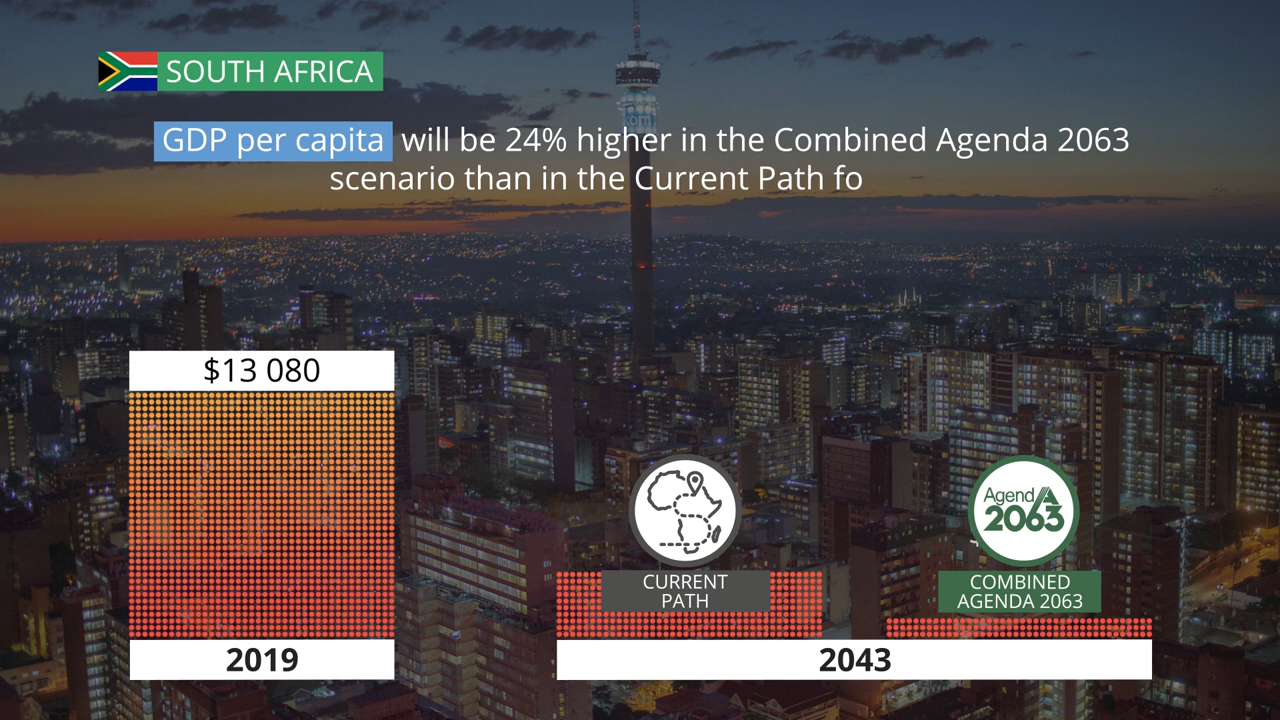 SOUTH AFRICA
GDP per capita will be 24% higher in the Combined Agenda 2063
scenario than in the Current Path fo
$13 080
Agenda
2063
CURRENT
PATH
COMBINED
AGENDA 2063
2019
2043